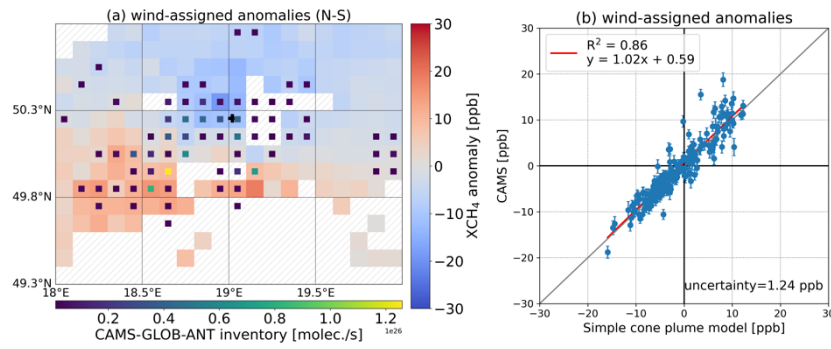 (a) wind-assigned anomalies (N-S)
50.3°N
49.8°N
49.3°N
18°E
18.5°E
19°E
19.5°E
30
20
10
0
−10
−20
−30
XCH4 anomaly [ppb]
0.2
0.4
0.6
0.8
1.0
1e26
CAMS-GLOB-ANT inventory [molec./s]
(b) wind-assigned anomalies
R² = 0.86
y = 1.02x + 0.59
30
20
10
0
−10
−20
−30
CAMS [ppb]
uncertainty=1.24 ppb
−30
−20
−10
0
10
20
30
Simple cone plume model [ppb]